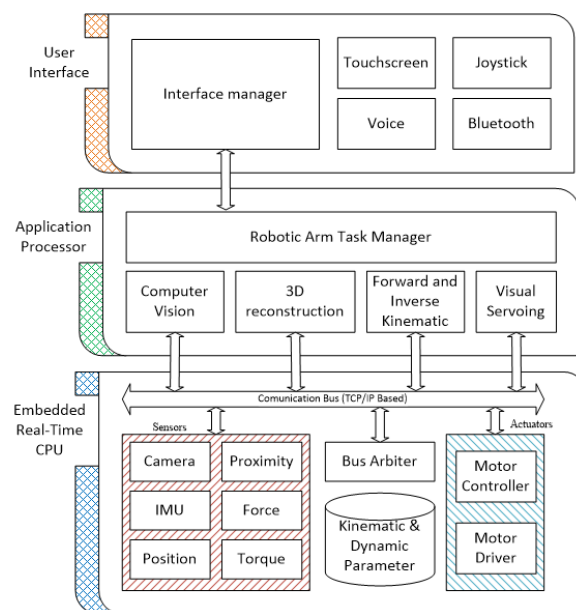 User
Interface
Interface manager
Touchscreen
Joystick
Voice
Bluetooth
Application
Processor
Robotic Arm Task Manager
Computer
Vision
3D
reconstruction
Forward and
Inverse
Kinematic
Visual
Servoing
Embedded
Real-Time
CPU
Comunication Bus (TCP/IP Based)
Sensors
Actuators
Camera
Proximity
IMU
Force
Position
Torque
Bus Arbiter
Kinematic &
Dynamic
Parameter
Motor
Controller
Motor
Driver